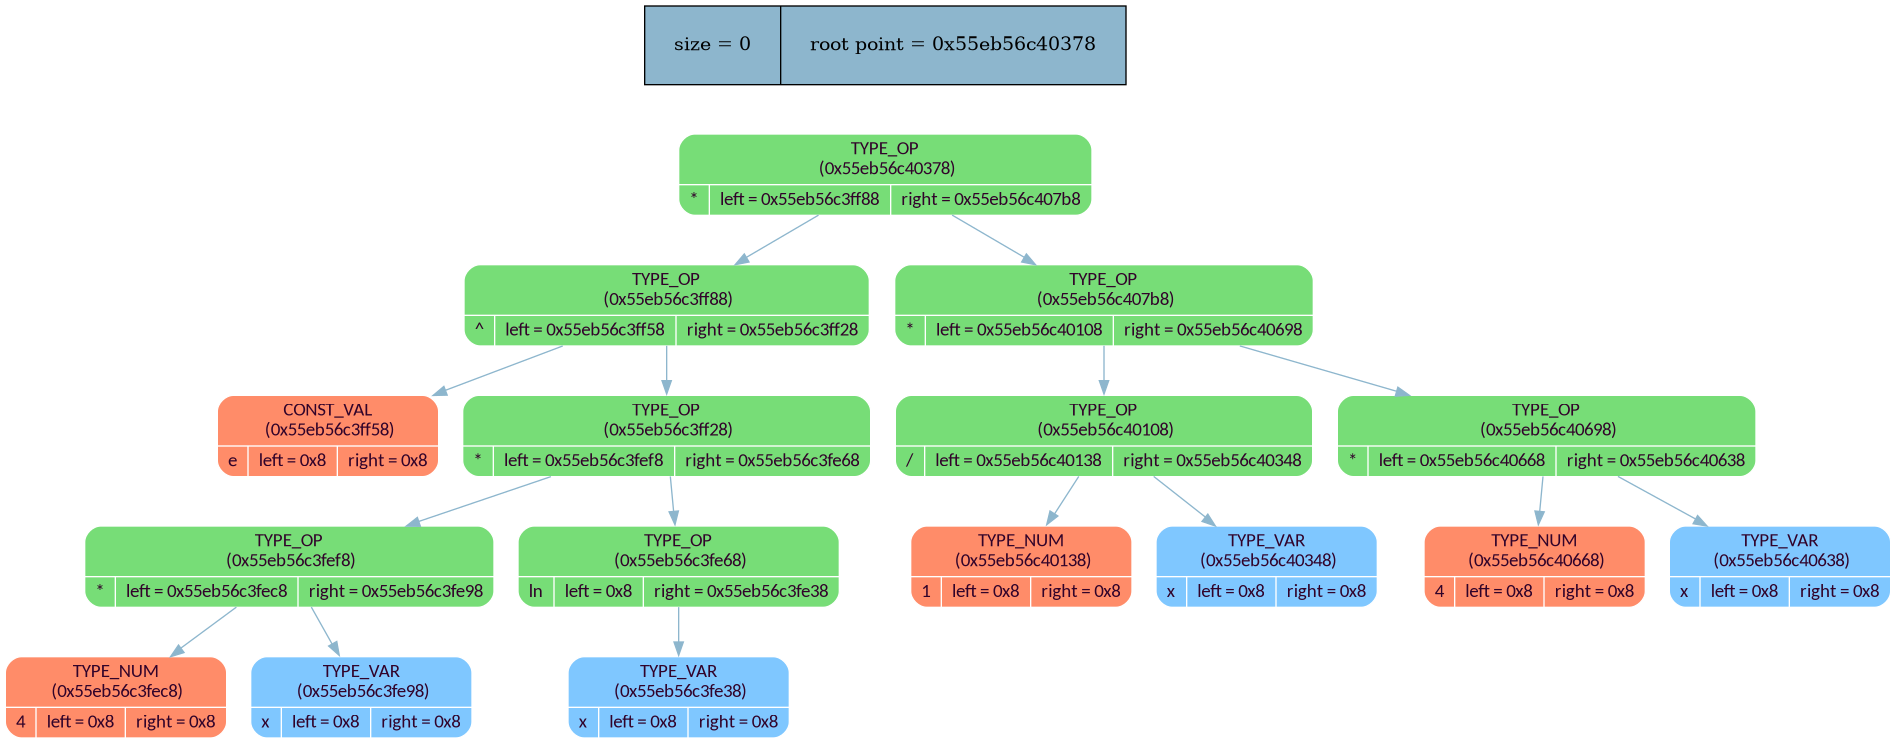 size = 0
root point = 0x55eb56c40378
TYPE_OP
(0x55eb56c40378)
* left = 0x55eb56c3ff88 right = 0x55eb56c407b8
TYPE_OP
(0x55eb56c3ff88)
^ left = 0x55eb56c3ff58 right = 0x55eb56c3ff28
TYPE_OP
(0x55eb56c407b8)
* left = 0x55eb56c40108 right = 0x55eb56c40698
CONST_VAL
(0x55eb56c3ff58)
e left = 0x8 right = 0x8
TYPE_OP
(0x55eb56c3ff28)
* left = 0x55eb56c3fef8 right = 0x55eb56c3fe68
TYPE_OP
(0x55eb56c40108)
/ left = 0x55eb56c40138 right = 0x55eb56c40348
TYPE_OP
(0x55eb56c40698)
* left = 0x55eb56c40668 right = 0x55eb56c40638
TYPE_OP
(0x55eb56c3fef8)
* left = 0x55eb56c3fec8 right = 0x55eb56c3fe98
TYPE_OP
(0x55eb56c3fe68)
ln left = 0x8 right = 0x55eb56c3fe38
TYPE_NUM
(0x55eb56c40138)
1 left = 0x8 right = 0x8
TYPE_VAR
(0x55eb56c40348)
x left = 0x8 right = 0x8
TYPE_NUM
(0x55eb56c40668)
4 left = 0x8 right = 0x8
TYPE_VAR
(0x55eb56c40638)
x left = 0x8 right = 0x8
TYPE_NUM
(0x55eb56c3fec8)
4 left = 0x8 right = 0x8
TYPE_VAR
(0x55eb56c3fe98)
x left = 0x8 right = 0x8
TYPE_VAR
(0x55eb56c3fe38)
x left = 0x8 right = 0x8